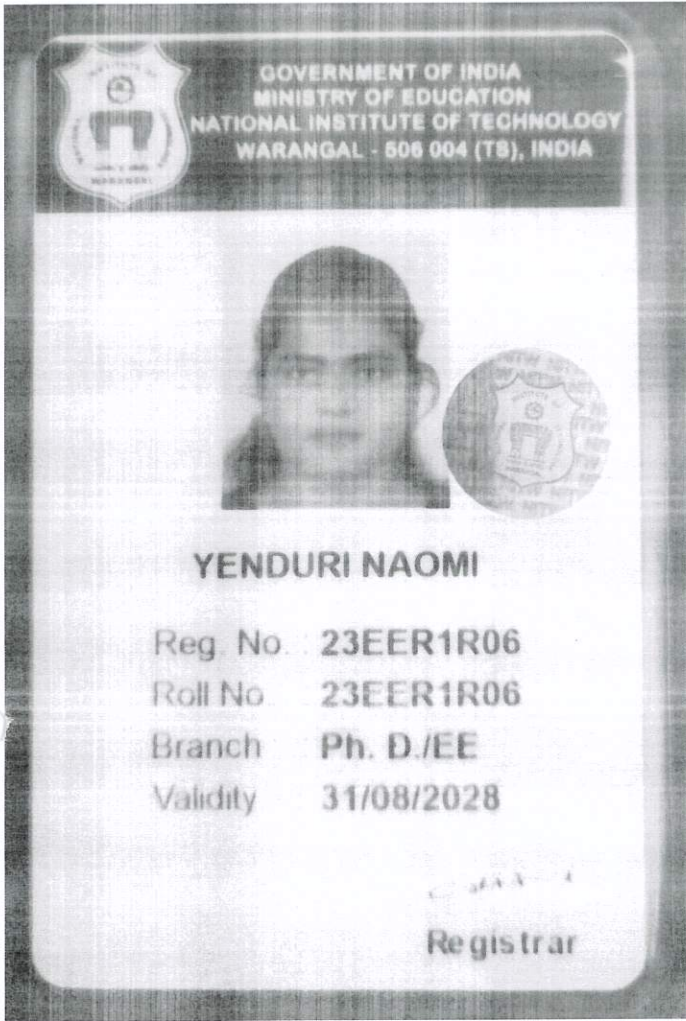 GOVERNMENT OF INDIA
MINISTRY OF EDUCATION
NATIONAL INSTITUTE OF TECHNOLOGY
WARANGAL - 506 004 (TS), INDIA
WARANGAL
YENDURI NAOMI
Reg. No. 23EER1R06
Roll No 23EER1R06
Branch Ph. D./EE
Validity 31/08/2028
Registrar